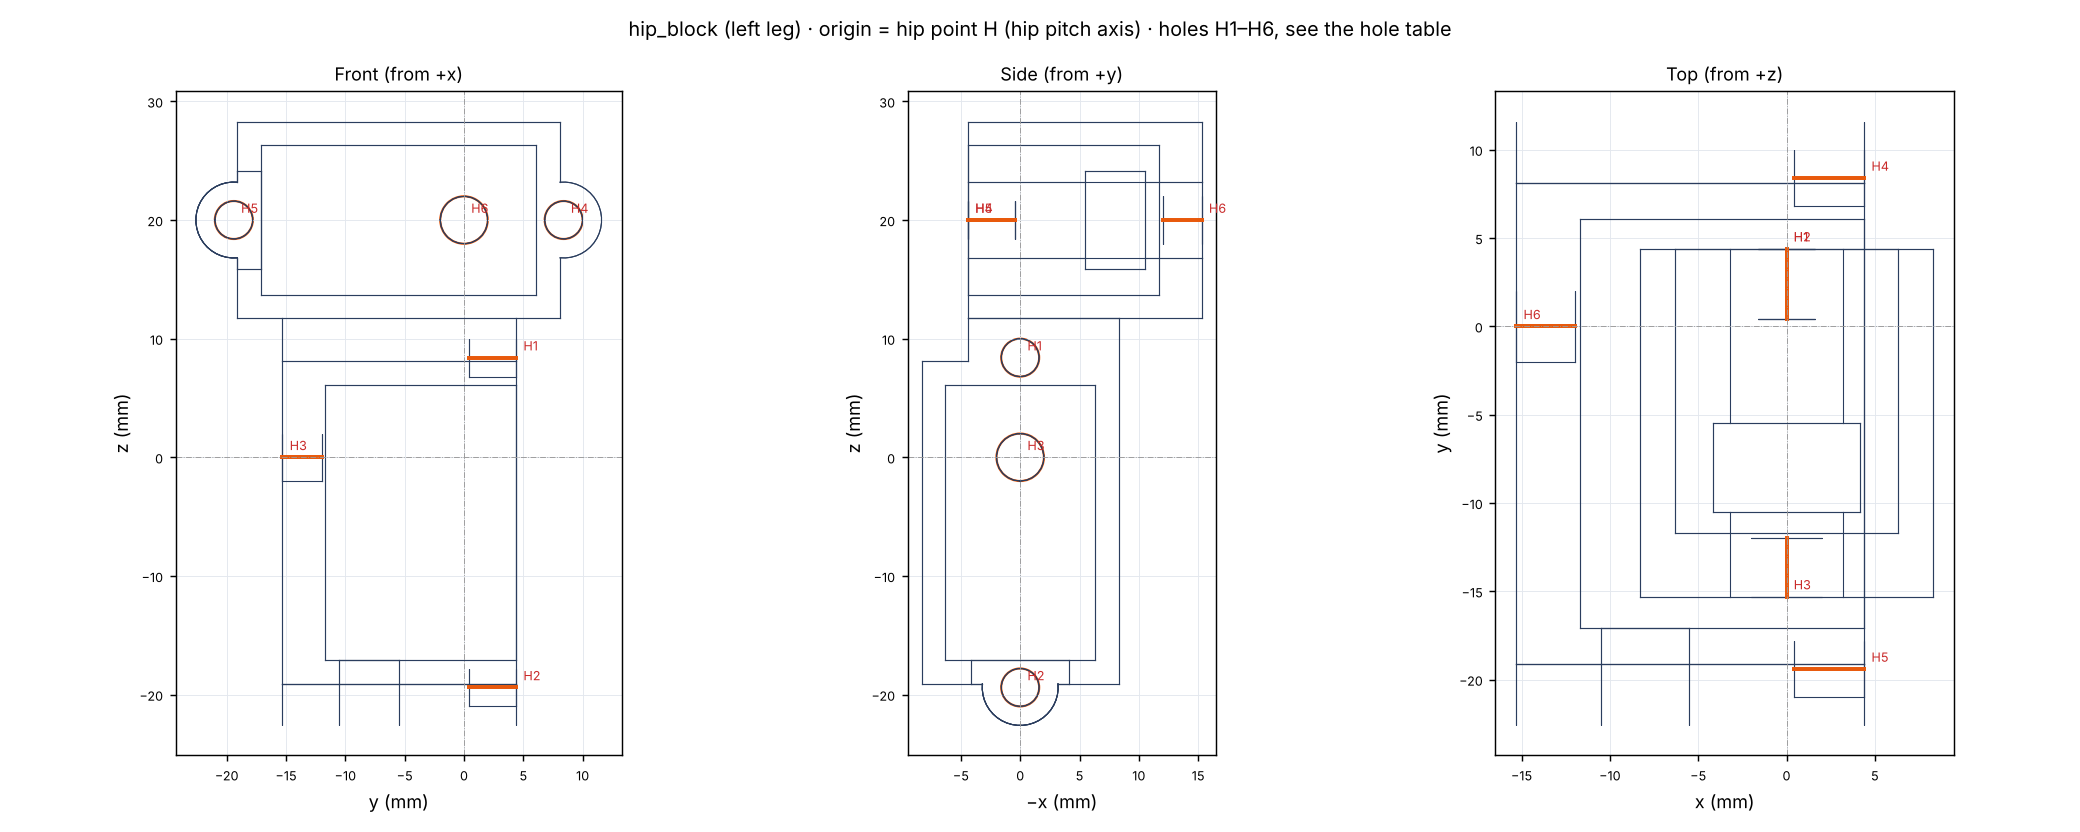 hip_block (left leg) · origin = hip point H (hip pitch axis) · holes H1–H6, see the hole table
Front (from +x)
30
20
10
0
−10
−20
z (mm)
H5
H6
H4
H1
H3
H2
−20
−15
−10
−5
0
5
10
y (mm)
Side (from +y)
30
20
10
0
−10
−20
z (mm)
H6
H1
H3
H2
−5
0
5
10
15
−x (mm)
Top (from +z)
10
5
0
−5
−10
−15
−20
y (mm)
H4
H6
H3
H5
−15
−10
−5
0
5
x (mm)